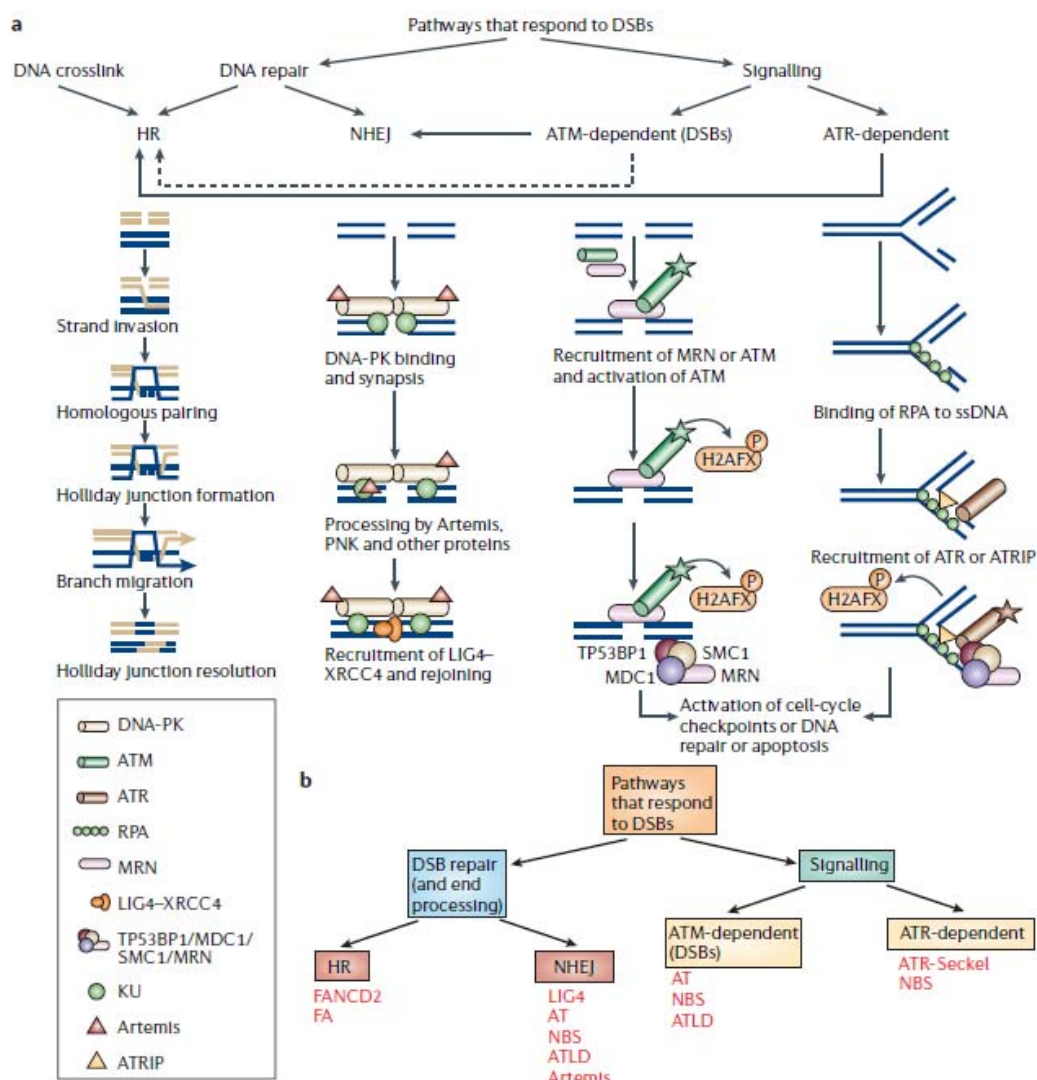 a
Pathways that respond to DSBs
DNA crosslink
DNA repair
Signalling
HR
NHEJ
ATM-dependent (DSBs)
ATR-dependent
Strand invasion
Homologous pairing
Holliday junction formation
Branch migration
Holliday junction resolution
DNA-PK binding
and synapsis
Processing by Artemis,
PNK and other proteins
Recruitment of LIG4–
XRCC4 and rejoining
Recruitment of MRN or ATM
and activation of ATM
P
H2AFX
P
H2AFX
TP53BP1
SMC1
MDC1
MRN
Binding of RPA to ssDNA
Recruitment of ATR or ATRIP
P
H2AFX
Activation of cell-cycle
checkpoints or DNA
repair or apoptosis
DNA-PK
ATM
ATR
RPA
MRN
LIG4–XRCC4
TP53BP1/MDC1/
SMC1/MRN
KU
Artemis
ATRIP
b
Pathways
that respond
to DSBs
DSB repair
(and end
processing)
Signalling
HR
FANCD2
FA
NHEJ
LIG4
AT
NBS
ATLD
Artemis
ATM-dependent
(DSBs)
AT
NBS
ATLD
ATR-dependent
ATR-Seckel
NBS